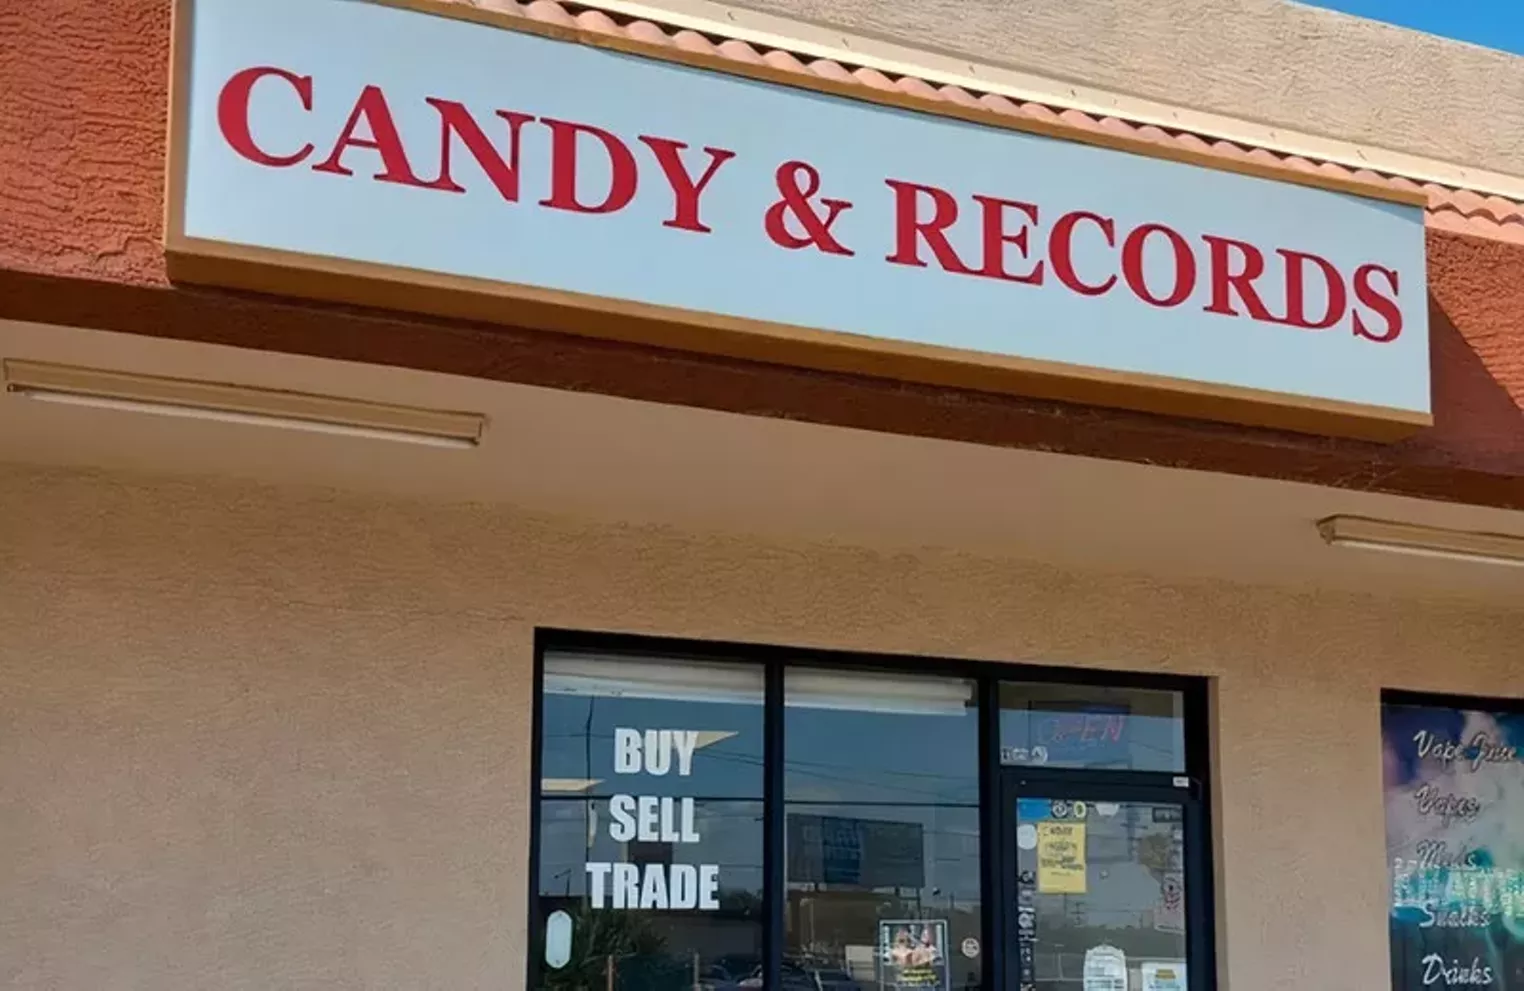 CANDY & RECORDS
BUY
SELL
TRADE
OPEN
Vape Juice
Vapes
Mods
Snacks
Drinks